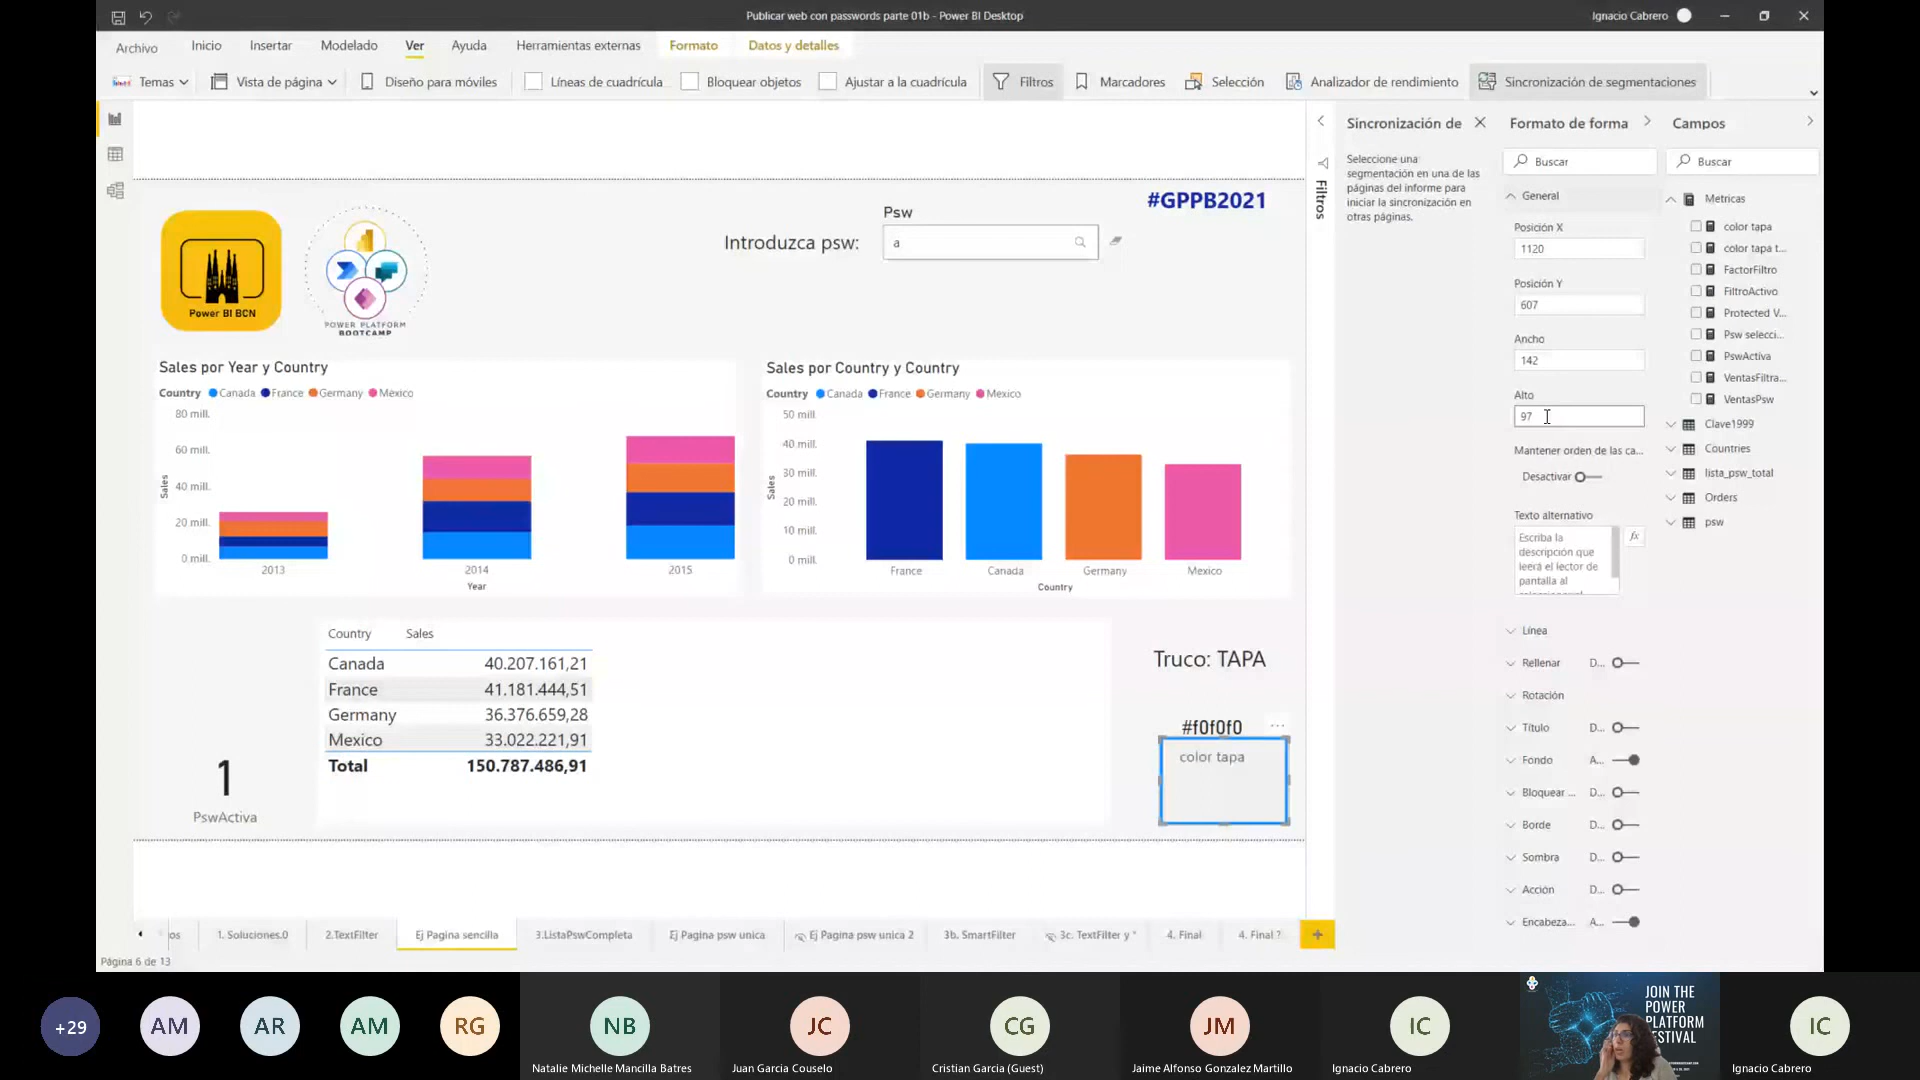 Publicar web con passwords parte 01b - Power BI Desktop
Ignacio Cabrero
Archivo Inicio Insertar Modelado Ver Ayuda Herramientas externas Formato Datos y detalles
Temas Vista de página Diseño para móviles Líneas de cuadrícula Bloquear objetos Ajustar a la cuadrícula Filtros Marcadores Selección Analizador de rendimiento Sincronización de segmentaciones
Power BI BCN
POWER PLATFORM
BOOTCAMP
Introduzca psw:
Psw
a
#GPPB2021
Sales por Year y Country
Country Canada France Germany Mexico
80 mill.
60 mill.
40 mill.
20 mill.
0 mill.
Sales
2013 2014 2015
Year
Sales por Country y Country
Country Canada France Germany Mexico
50 mill.
40 mill.
30 mill.
20 mill.
10 mill.
0 mill.
Sales
France Canada Germany Mexico
Country
Country Sales
Canada 40.207.161,21
France 41.181.444,51
Germany 36.376.659,28
Mexico 33.022.221,91
Total 150.787.486,91
1
PswActiva
Truco: TAPA
#f0f0f0
...
color tapa
Filtros
Sincronización de
Seleccione una
segmentación en una de las
páginas del informe para
iniciar la sincronización en
otras páginas.
Formato de forma
Buscar
General
Posición X
1120
Posición Y
607
Ancho
142
Alto
97
Mantener orden de las ca...
Desactivar
Texto alternativo
Escriba la
descripción que
leerá el lector de
pantalla al
fx
Línea
Rellenar D...
Rotación
Título D...
Fondo A...
Bloquear ... D...
Borde D...
Sombra D...
Acción D...
Encabeza... A...
Campos
Buscar
Metricas
color tapa
color tapa t...
FactorFiltro
FiltroActivo
Protected V...
Psw selecci...
PswActiva
VentasFiltra...
VentasPsw
Clave1999
Countries
lista_psw_total
Orders
psw
os 1. Soluciones.0 2.TextFilter Ej Pagina sencilla 3.ListaPswCompleta Ej Pagina psw unica Ej Pagina psw unica 2 3b. SmartFilter 3c. TextFilter y * 4. Final 4. Final ? +
Página 6 de 13
+29 AM AR AM RG NB JC CG JM IC IC
JOIN THE
POWER
PLATFORM
Natalie Michelle Mancilla Batres Juan Garcia Couselo Cristian Garcia (Guest) Jaime Alfonso Gonzalez Martillo Ignacio Cabrero Ignacio Cabrero